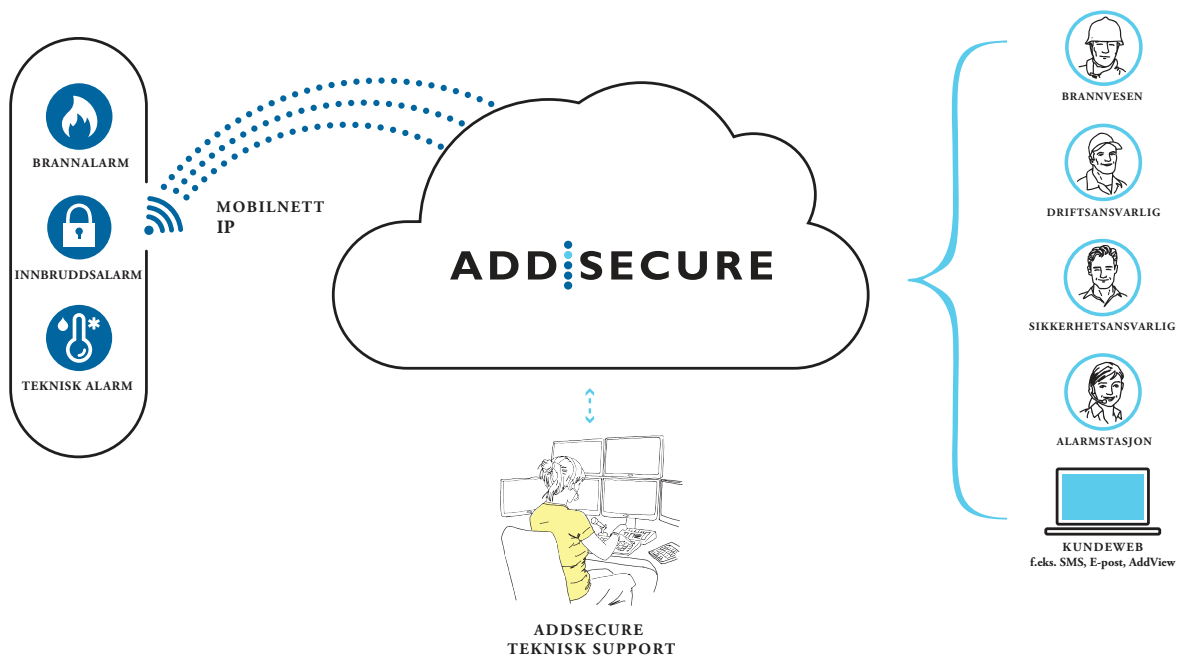 BRANNALARM
INNBRUDDSALARM
TEKNISK ALARM
MOBILNETT
IP
ADDSECURE
ADDSECURE
TEKNISK SUPPORT
BRANNVESEN
DRIFTSANSVARLIG
SIKKERHETSANSVARLIG
ALARMSTASJON
KUNDEWEB
f.eks. SMS, E-post, AddView